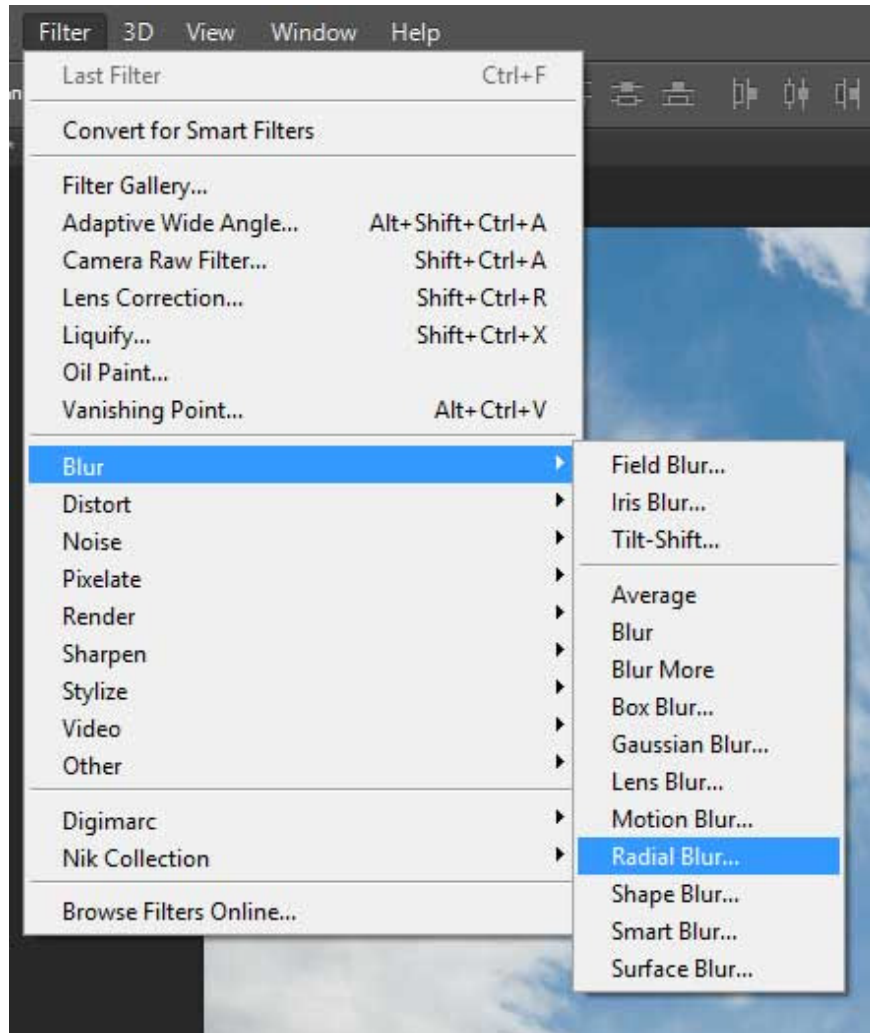 Filter 3D View Window Help
Last Filter Ctrl+F
Convert for Smart Filters
Filter Gallery...
Adaptive Wide Angle... Alt+Shift+Ctrl+A
Camera Raw Filter... Shift+Ctrl+A
Lens Correction... Shift+Ctrl+R
Liquify... Shift+Ctrl+X
Oil Paint...
Vanishing Point... Alt+Ctrl+V
Blur
Distort
Noise
Pixelate
Render
Sharpen
Stylize
Video
Other
Digimarc
Nik Collection
Browse Filters Online...
Field Blur...
Iris Blur...
Tilt-Shift...
Average
Blur
Blur More
Box Blur...
Gaussian Blur...
Lens Blur...
Motion Blur...
Radial Blur...
Shape Blur...
Smart Blur...
Surface Blur...